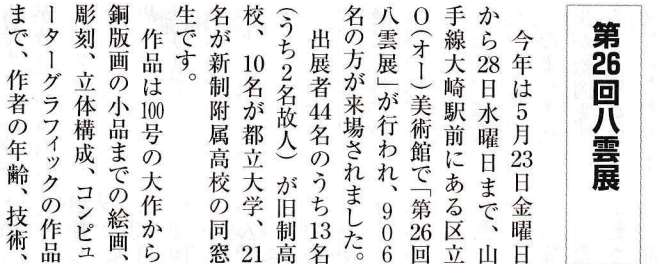 第26回八雲展
今年は5月23日金曜日
から28日水曜日まで、山
手線大崎駅前にある区立
O(オー)美術館で「第26回
八雲展」が行われ、906
名の方が来場されました。
出展者44名のうち13名
(うち2名故人)が旧制高
校、10名が都立大学、21
名が新制附属高校の同窓
生です。
作品は100号の大作から
銅版画の小品までの絵画、
彫刻、立体構成、コンピュ
ーターグラフィックの作品
まで、作者の年齢、技術、